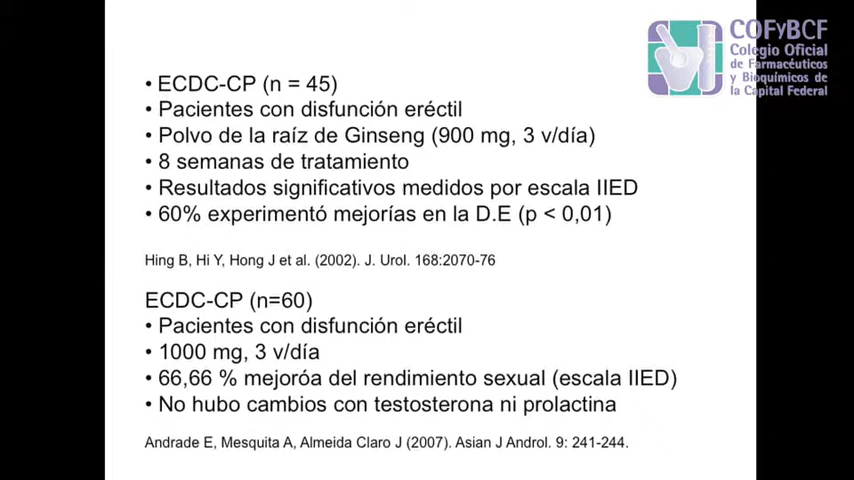 COFyBCF
Colegio Oficial
de Farmacéuticos
y Bioquímicos de
la Capital Federal
• ECDC-CP (n = 45)
• Pacientes con disfunción eréctil
• Polvo de la raíz de Ginseng (900 mg, 3 v/día)
• 8 semanas de tratamiento
• Resultados significativos medidos por escala IIED
• 60% experimentó mejorías en la D.E (p < 0,01)
Hing B, Hi Y, Hong J et al. (2002). J. Urol. 168:2070-76
ECDC-CP (n=60)
• Pacientes con disfunción eréctil
• 1000 mg, 3 v/día
• 66,66 % mejoróa del rendimiento sexual (escala IIED)
• No hubo cambios con testosterona ni prolactina
Andrade E, Mesquita A, Almeida Claro J (2007). Asian J Androl. 9: 241-244.